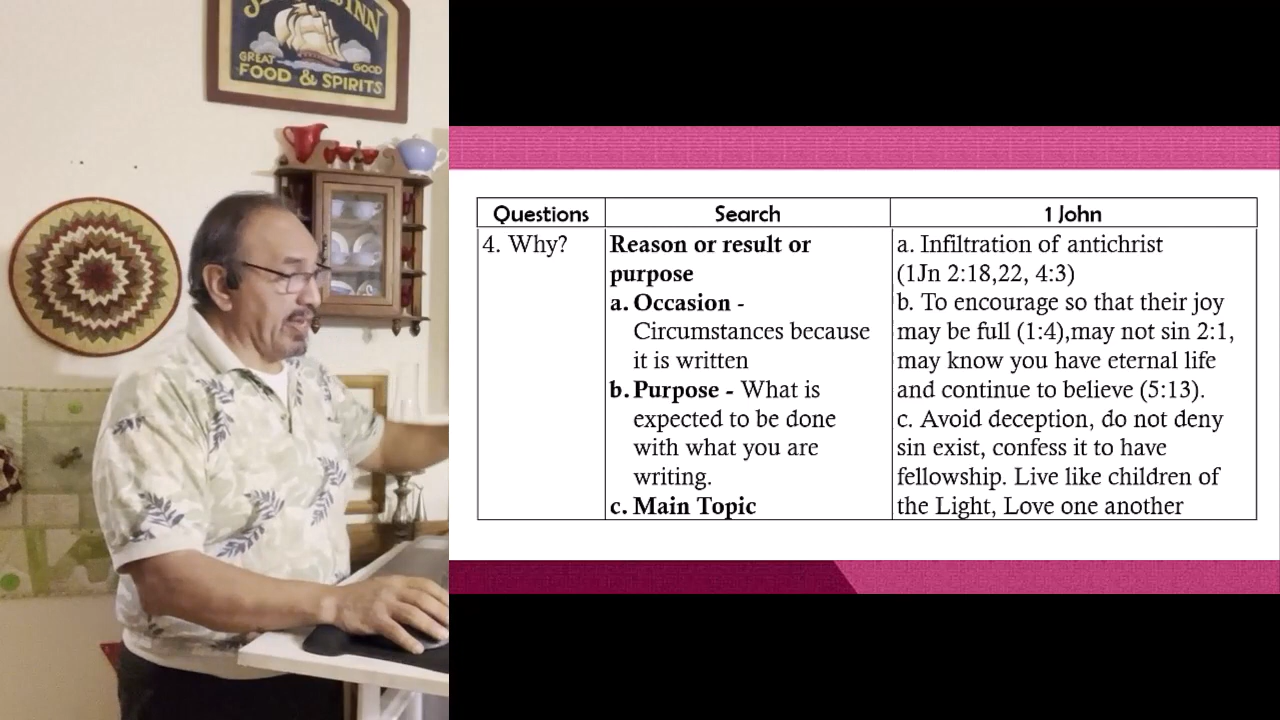 INN
GREAT GOOD
FOOD & SPIRITS
Questions Search 1 John
4. Why?
Reason or result or
purpose
a. Occasion -
Circumstances because
it is written
b. Purpose - What is
expected to be done
with what you are
writing.
c. Main Topic
a. Infiltration of antichrist
(1Jn 2:18,22, 4:3)
b. To encourage so that their joy
may be full (1:4),may not sin 2:1,
may know you have eternal life
and continue to believe (5:13).
c. Avoid deception, do not deny
sin exist, confess it to have
fellowship. Live like children of
the Light, Love one another